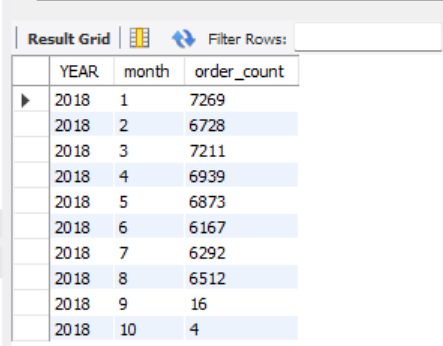 Result Grid Filter Rows:
YEAR month order_count
2018 1 7269
2018 2 6728
2018 3 7211
2018 4 6939
2018 5 6873
2018 6 6167
2018 7 6292
2018 8 6512
2018 9 16
2018 10 4